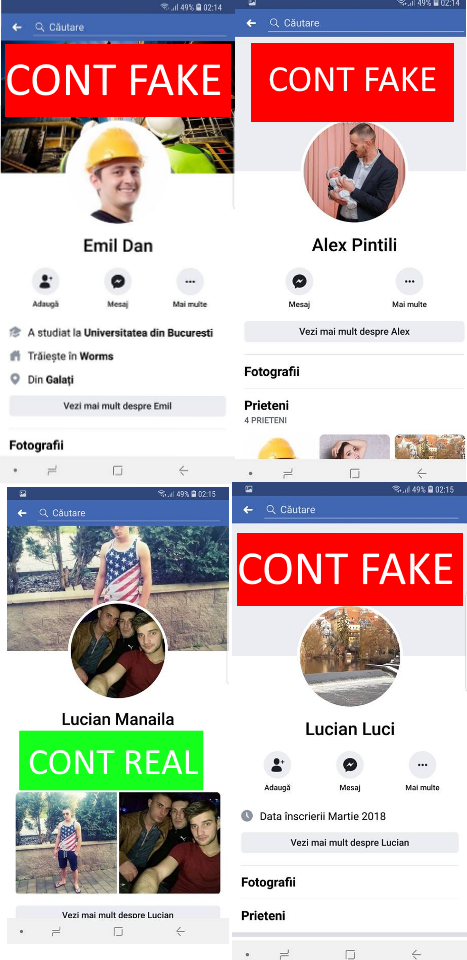 49% 02:14
Căutare
CONT FAKE
Emil Dan
Adaugă
Mesaj
Mai multe
A studiat la Universitatea din Bucuresti
Trăiește în Worms
Din Galați
Vezi mai mult despre Emil
Fotografii
49% 02:14
Căutare
CONT FAKE
Alex Pintili
Mesaj
Mai multe
Vezi mai mult despre Alex
Fotografii
Prieteni
4 PRIETENI
49% 02:15
Căutare
Lucian Manaila
CONT REAL
Vezi mai mult despre Lucian
49% 02:15
Căutare
CONT FAKE
Lucian Luci
Adaugă
Mesaj
Mai multe
Data înscrierii Martie 2018
Vezi mai mult despre Lucian
Fotografii
Prieteni